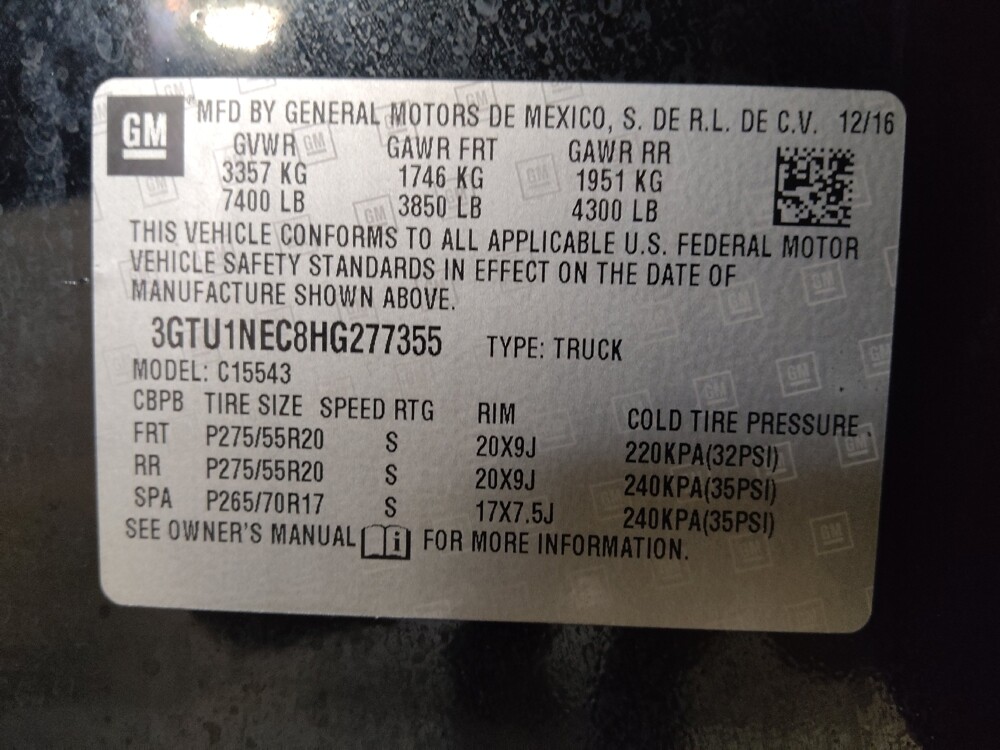 GM MFD BY GENERAL MOTORS DE MEXICO, S. DE R.L. DE C.V. 12/16
GVWR GAWR FRT GAWR RR
3357 KG 1746 KG 1951 KG
7400 LB 3850 LB 4300 LB
THIS VEHICLE CONFORMS TO ALL APPLICABLE U.S. FEDERAL MOTOR
VEHICLE SAFETY STANDARDS IN EFFECT ON THE DATE OF
MANUFACTURE SHOWN ABOVE.
3GTU1NEC8HG277355 TYPE: TRUCK
MODEL: C15543
CBPB TIRE SIZE SPEED RTG RIM COLD TIRE PRESSURE
FRT P275/55R20 S 20X9J 220KPA(32PSI)
RR P275/55R20 S 20X9J 240KPA(35PSI)
SPA P265/70R17 S 17X7.5J 240KPA(35PSI)
SEE OWNER'S MANUAL i FOR MORE INFORMATION.